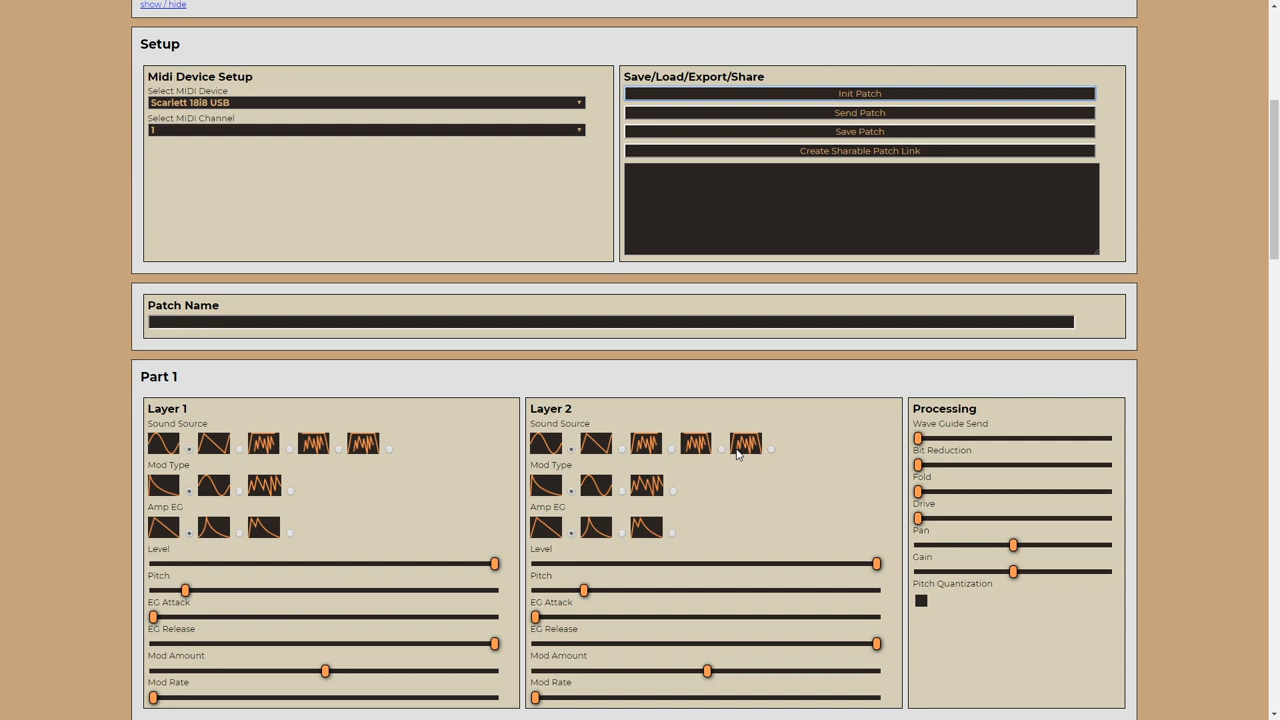 show / hide
Setup
Midi Device Setup
Select MIDI Device
Scarlett 18i8 USB
Select MIDI Channel
1
Save/Load/Export/Share
Init Patch
Send Patch
Save Patch
Create Sharable Patch Link
Patch Name
Part 1
Layer 1
Sound Source
Mod Type
Amp EG
Level
Pitch
EG Attack
EG Release
Mod Amount
Mod Rate
Layer 2
Sound Source
Mod Type
Amp EG
Level
Pitch
EG Attack
EG Release
Mod Amount
Mod Rate
Processing
Wave Guide Send
Bit Reduction
Fold
Drive
Pan
Gain
Pitch Quantization